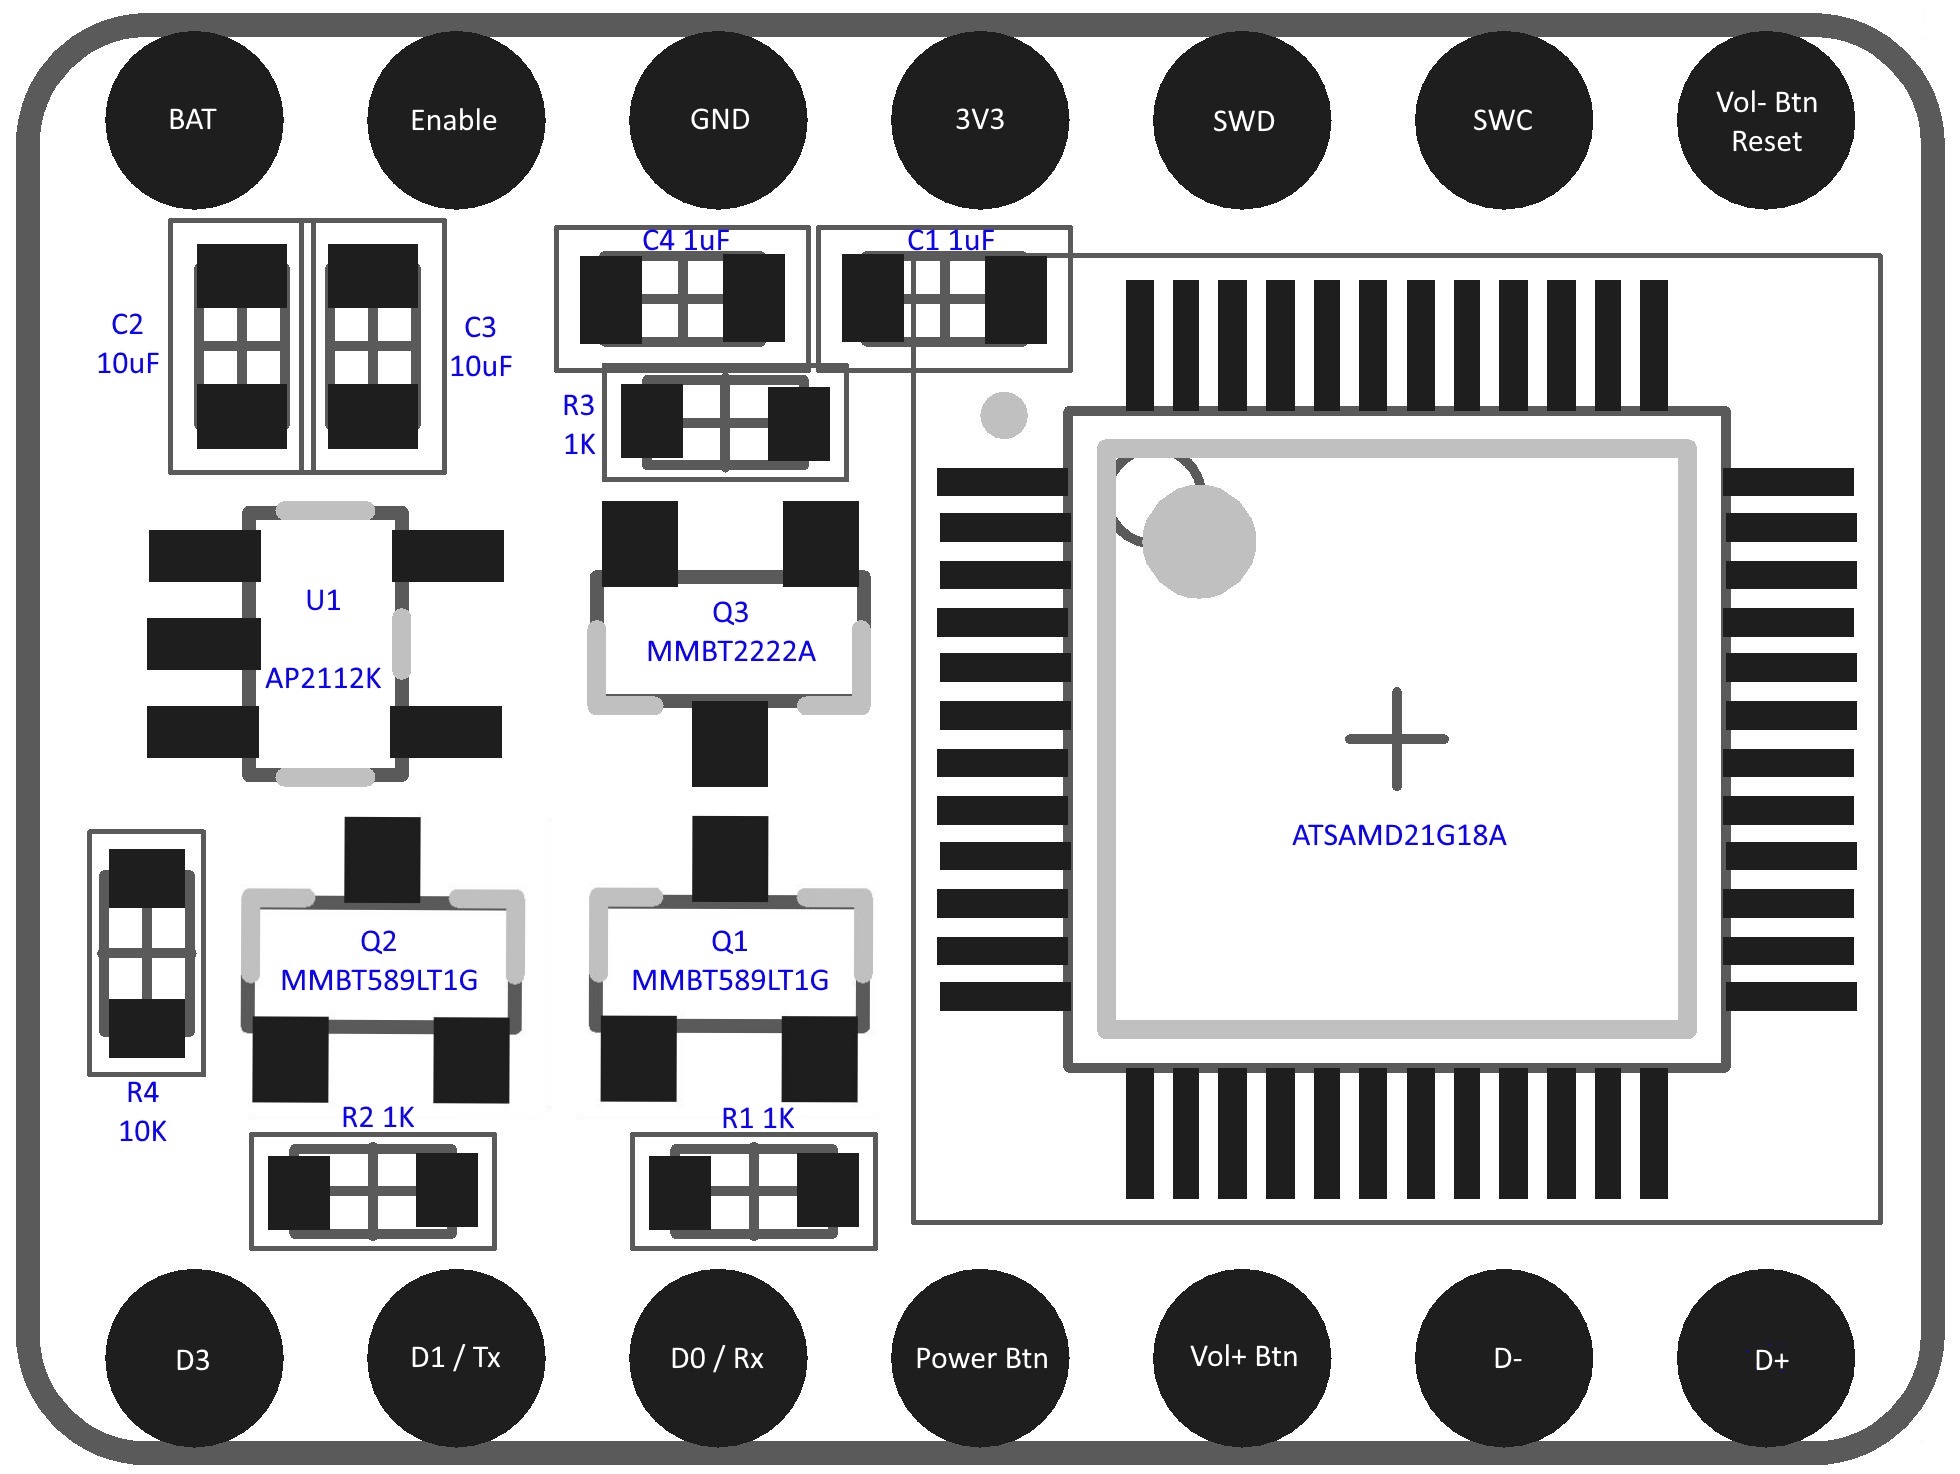 BAT
Enable
GND
3V3
SWD
SWC
Vol- Btn
Reset
C2
10uF
C3
10uF
C4 1uF
C1 1uF
R3
1K
U1
AP2112K
Q3
MMBT2222A
ATSAMD21G18A
R4
10K
Q2
MMBT589LT1G
Q1
MMBT589LT1G
R2 1K
R1 1K
D3
D1 / Tx
D0 / Rx
Power Btn
Vol+ Btn
D-
D+